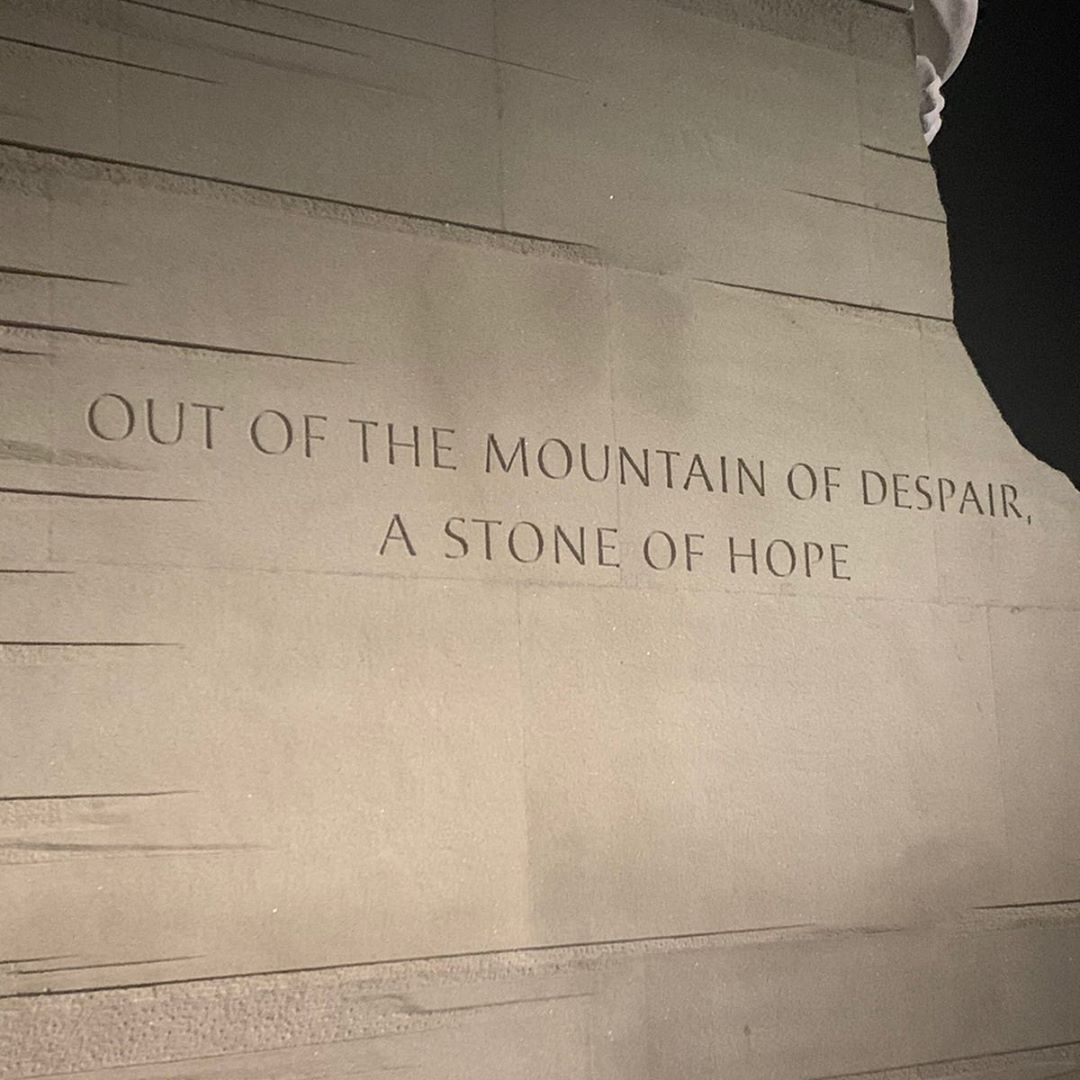 OUT OF THE MOUNTAIN OF DESPAIR,
A STONE OF HOPE